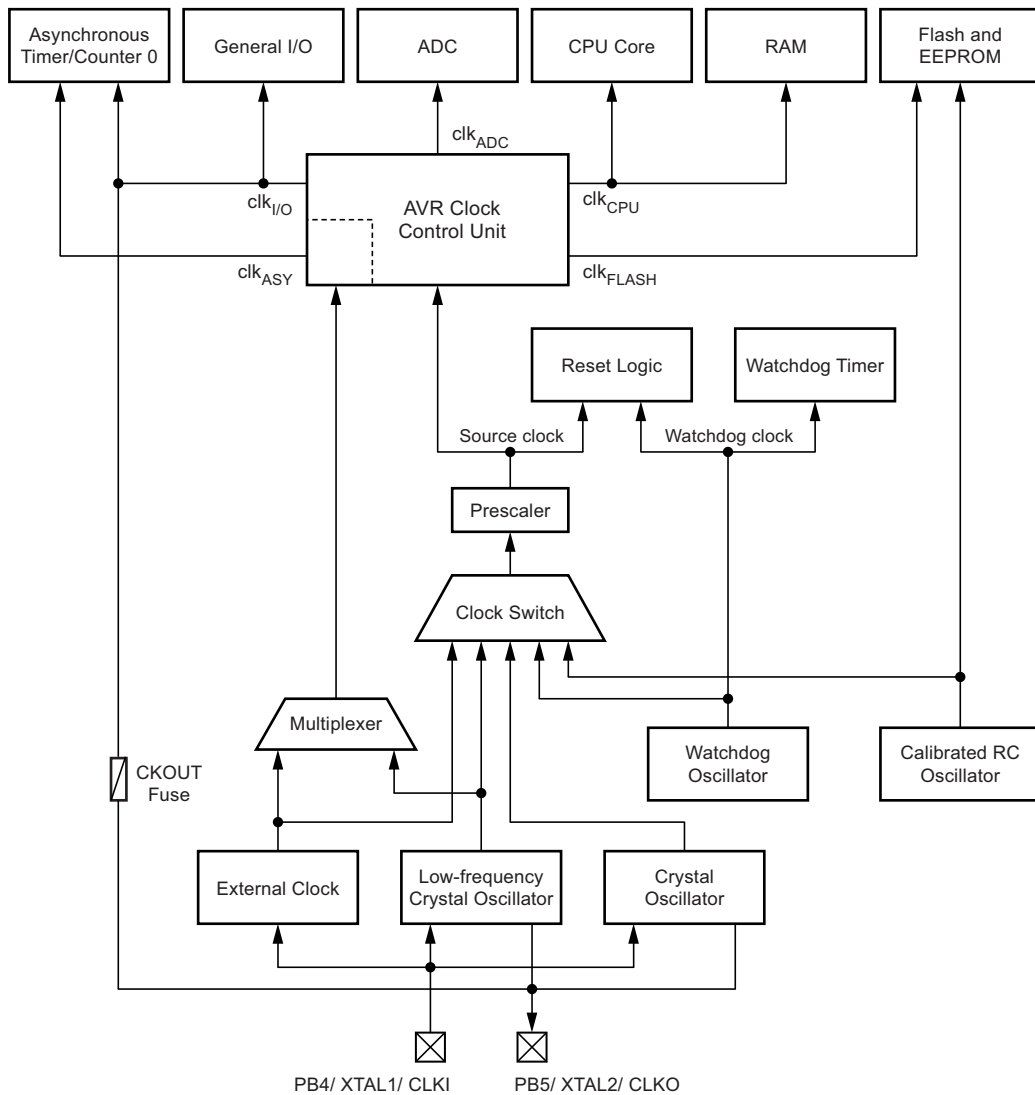 Asynchronous
Timer/Counter 0
General I/O
ADC
CPU Core
RAM
Flash and
EEPROM
clkADC
clkI/O
AVR Clock
Control Unit
clkCPU
clkASY
clkFLASH
Reset Logic
Watchdog Timer
Source clock
Watchdog clock
Prescaler
Clock Switch
Multiplexer
CKOUT
Fuse
Watchdog
Oscillator
Calibrated RC
Oscillator
External Clock
Low-frequency
Crystal Oscillator
Crystal
Oscillator
PB4/ XTAL1/ CLKI
PB5/ XTAL2/ CLKO